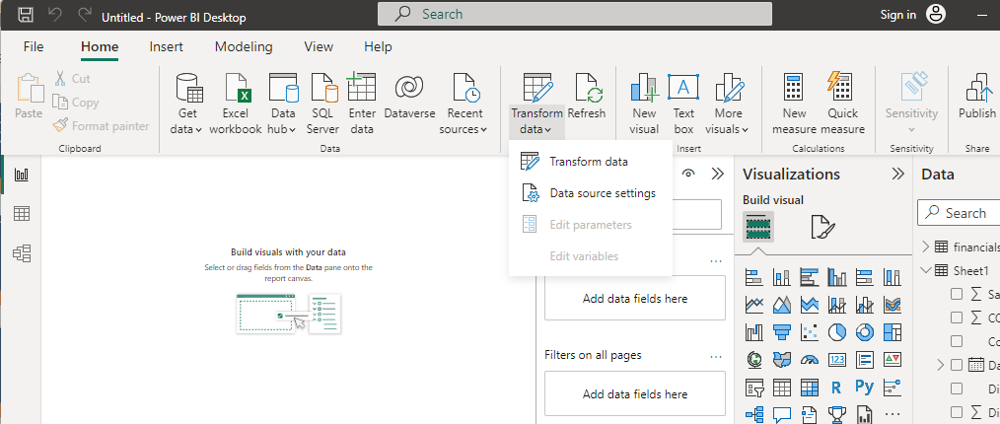 Untitled - Power BI Desktop
Search
Sign in
File Home Insert Modeling View Help
Paste
Cut
Copy
Format painter
Clipboard
Get data
Excel workbook
Data hub
SQL Server
Enter data
Dataverse
Recent sources
Data
Transform data
Refresh
New visual
Text box
More visuals
Insert
New measure
Quick measure
Calculations
Sensitivity
Sensitivity
Publish
Share
Transform data
Data source settings
Edit parameters
Edit variables
Build visuals with your data
Select or drag fields from the Data pane onto the
report canvas.
...
Add data fields here
Filters on all pages ...
Add data fields here
Visualizations
Build visual
123
R Py
...
Data
Search
financials
Sheet1
Sa
CO
Co
Da
Di
Di